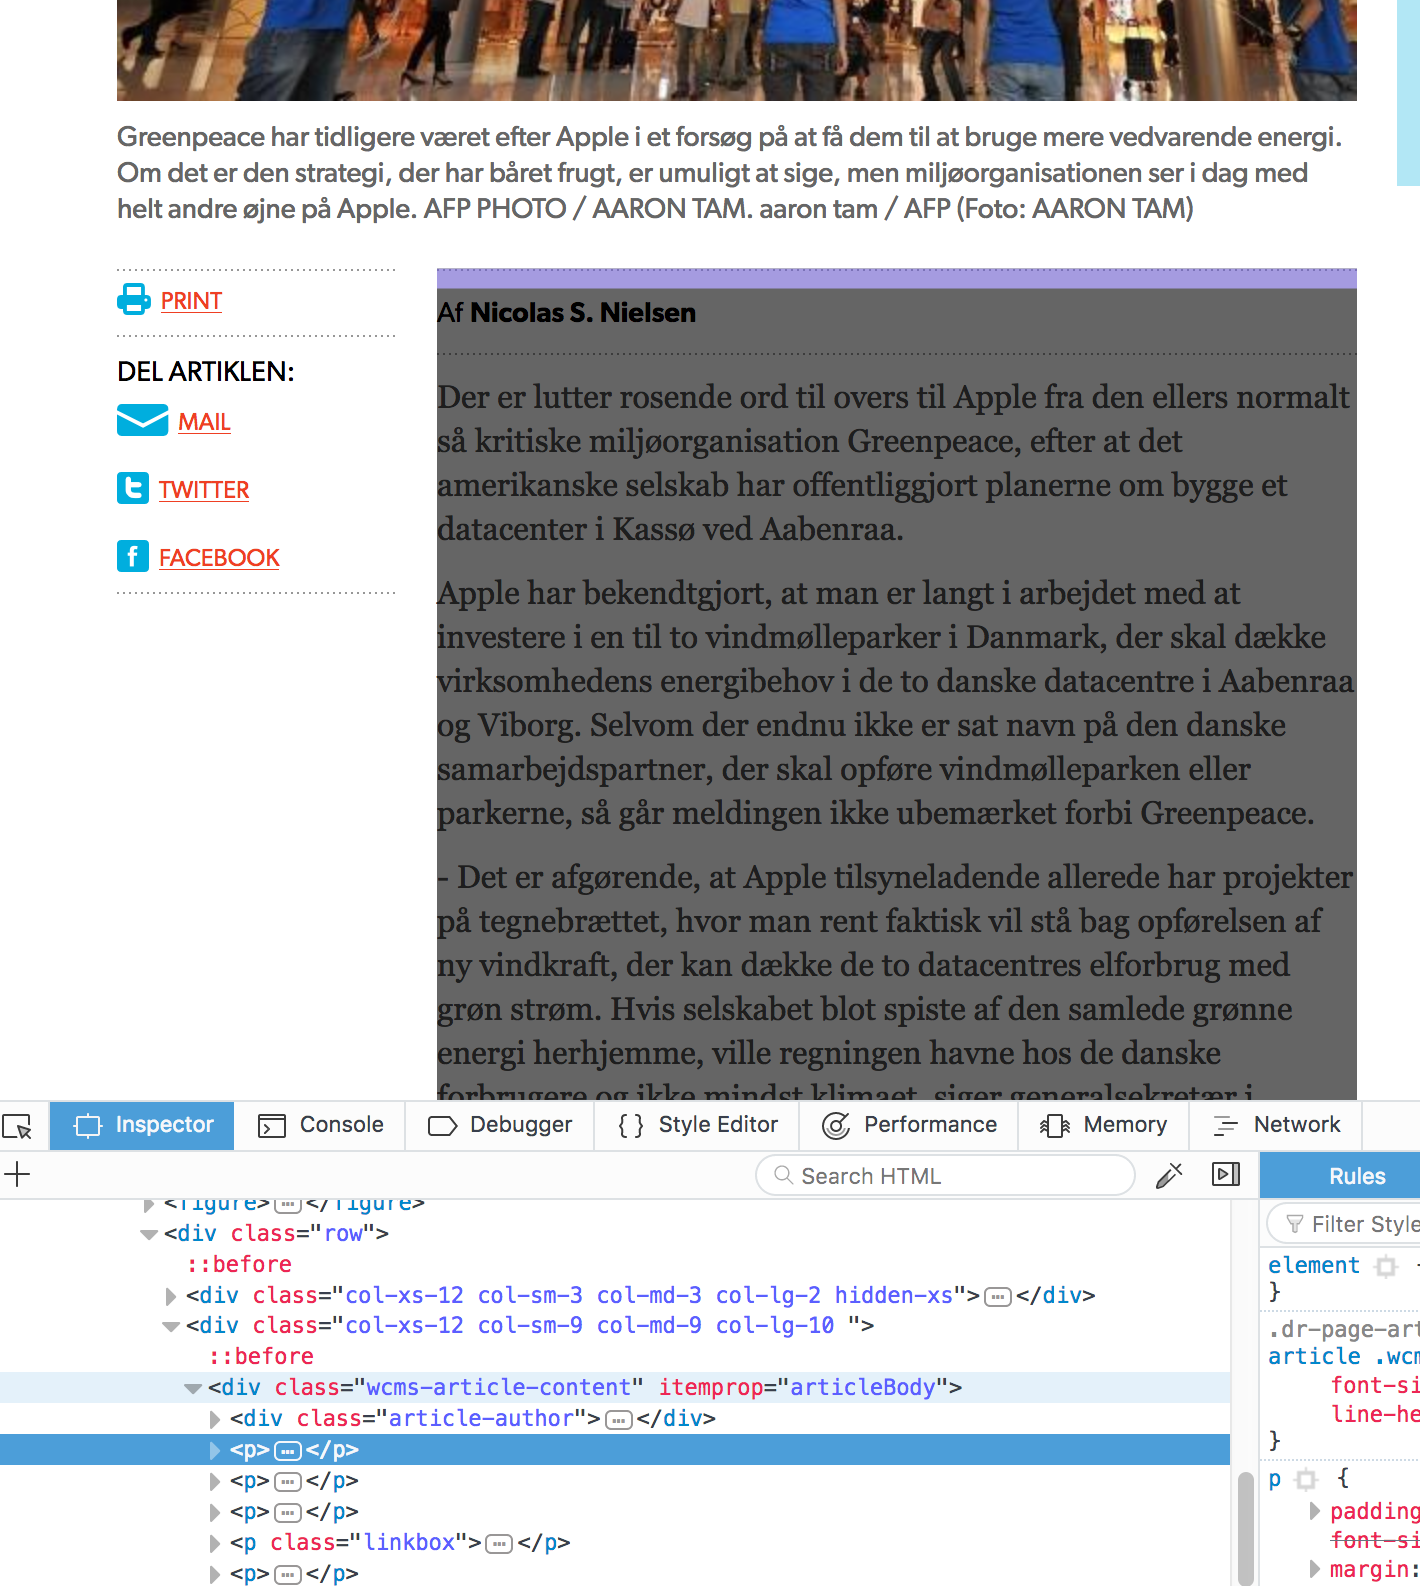 Greenpeace har tidligere været efter Apple i et forsøg på at få dem til at bruge mere vedvarende energi.
Om det er den strategi, der har båret frugt, er umuligt at sige, men miljøorganisationen ser i dag med
helt andre øjne på Apple. AFP PHOTO / AARON TAM. aaron tam / AFP (Foto: AARON TAM)
PRINT
DEL ARTIKLEN:
MAIL
TWITTER
FACEBOOK
Af Nicolas S. Nielsen
Der er lutter rosende ord til overs til Apple fra den ellers normalt
så kritiske miljøorganisation Greenpeace, efter at det
amerikanske selskab har offentliggjort planerne om bygge et
datacenter i Kassø ved Aabenraa.
Apple har bekendtgjort, at man er langt i arbejdet med at
investere i en til to vindmølleparker i Danmark, der skal dække
virksomhedens energibehov i de to danske datacentre i Aabenraa
og Viborg. Selvom der endnu ikke er sat navn på den danske
samarbejdspartner, der skal opføre vindmølleparken eller
parkerne, så går meldingen ikke ubemærket forbi Greenpeace.
- Det er afgørende, at Apple tilsyneladende allerede har projekter
på tegnebrættet, hvor man rent faktisk vil stå bag opførelsen af
ny vindkraft, der kan dække de to datacentres elforbrug med
grøn strøm. Hvis selskabet blot spiste af den samlede grønne
energi herhjemme, ville regningen havne hos de danske
forbrugere og ikke mindst klimaet, siger generalsekretær i
Inspector Console Debugger { } Style Editor Performance Memory Network
+ Search HTML
<figure>…</figure>
<div class="row">
::before
<div class="col-xs-12 col-sm-3 col-md-3 col-lg-2 hidden-xs">…</div>
<div class="col-xs-12 col-sm-9 col-md-9 col-lg-10 ">
::before
<div class="wcms-article-content" itemprop="articleBody">
<div class="article-author">…</div>
<p>…</p>
<p>…</p>
<p>…</p>
<p class="linkbox">…</p>
<p>…</p>
Rules
Filter Style
element
}
.dr-page-art
article .wcm
font-si
line-he
}
p {
padding
font-si
margin: